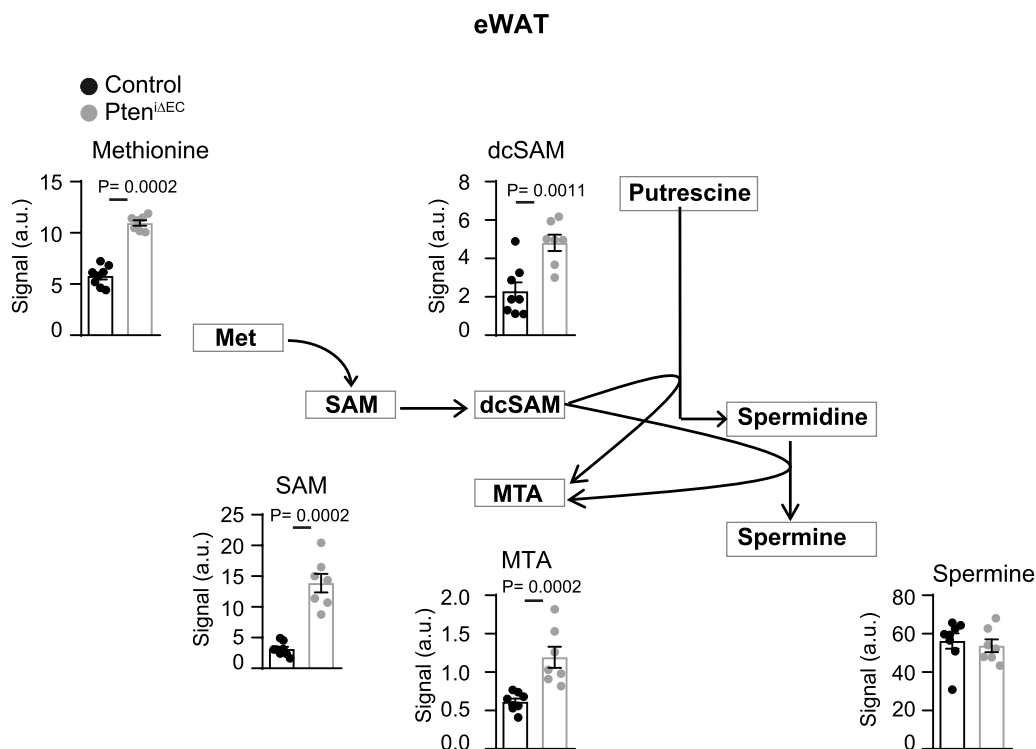 eWAT
Control
Pten^iΔEC
Methionine
P= 0.0002
Signal (a.u.)
15
10
5
0
dcSAM
P= 0.0011
Signal (a.u.)
8
6
4
2
0
Putrescine
Met
SAM
dcSAM
Spermidine
MTA
Spermine
SAM
P= 0.0002
Signal (a.u.)
25
20
15
10
5
0
MTA
P= 0.0002
Signal (a.u.)
2.0
1.5
1.0
0.5
0.0
Spermine
Signal (a.u.)
80
60
40
20
0